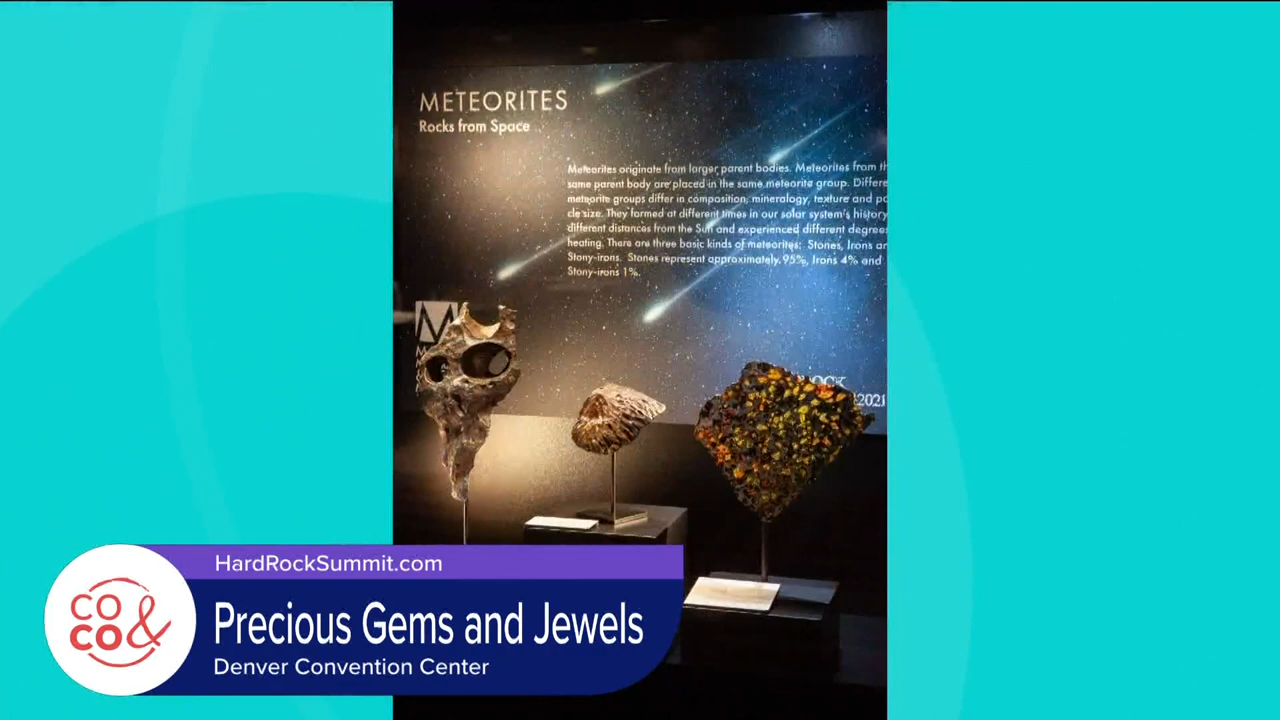 METEORITES
Rocks from Space
Meteorites originate from larger parent bodies. Meteorites from th
same parent body are placed in the same meteorite group. Differe
meteorite groups differ in composition, mineralogy, texture and pa
cle size. They formed at different times in our solar system's history
different distances from the Sun and experienced different degrees
heating. There are three basic kinds of meteorites: Stones, Irons an
Stony-irons. Stones represent approximately 95%, Irons 4% and
Stony-irons 1%.
M
OCK
2021
HardRockSummit.com
CO &
CO
Precious Gems and Jewels
Denver Convention Center